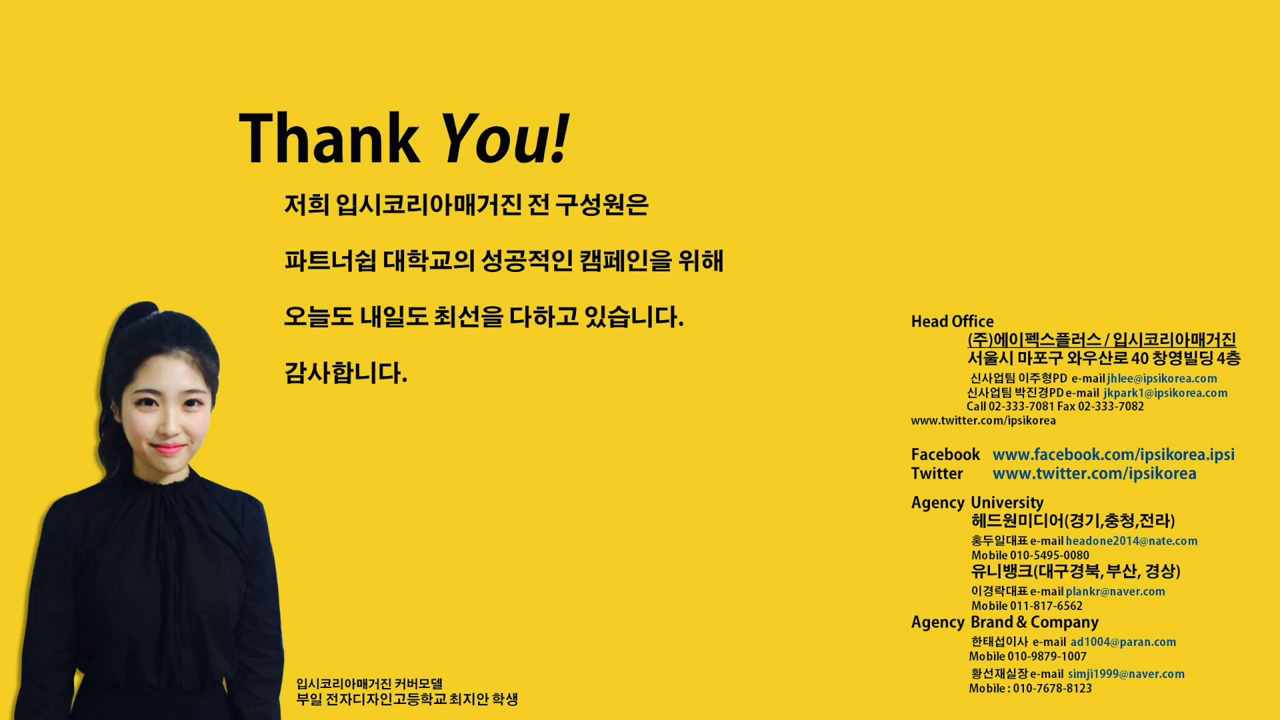 Thank You!
저희 입시코리아매거진 전 구성원은
파트너쉽 대학교의 성공적인 캠페인을 위해
오늘도 내일도 최선을 다하고 있습니다.
감사합니다.
입시코리아매거진 커버모델
부일 전자디자인고등학교 최지안 학생
Head Office
(주)에이펙스플러스 / 입시코리아매거진
서울시 마포구 와우산로 40 창영빌딩 4층
신사업팀 이주형PD e-mail jhlee@ipsikorea.com
신사업팀 박진경PD e-mail jkpark1@ipsikorea.com
Call 02-333-7081 Fax 02-333-7082
www.twitter.com/ipsikorea
Facebook www.facebook.com/ipsikorea.ipsi
Twitter www.twitter.com/ipsikorea
Agency University
헤드원미디어(경기,충청,전라)
홍두일대표 e-mail headone2014@nate.com
Mobile 010-5495-0080
유니뱅크(대구경북, 부산, 경상)
이경락대표 e-mail plankr@naver.com
Mobile 011-817-6562
Agency Brand & Company
한태섭이사 e-mail ad1004@paran.com
Mobile 010-9879-1007
황선재실장 e-mail simji1999@naver.com
Mobile : 010-7678-8123